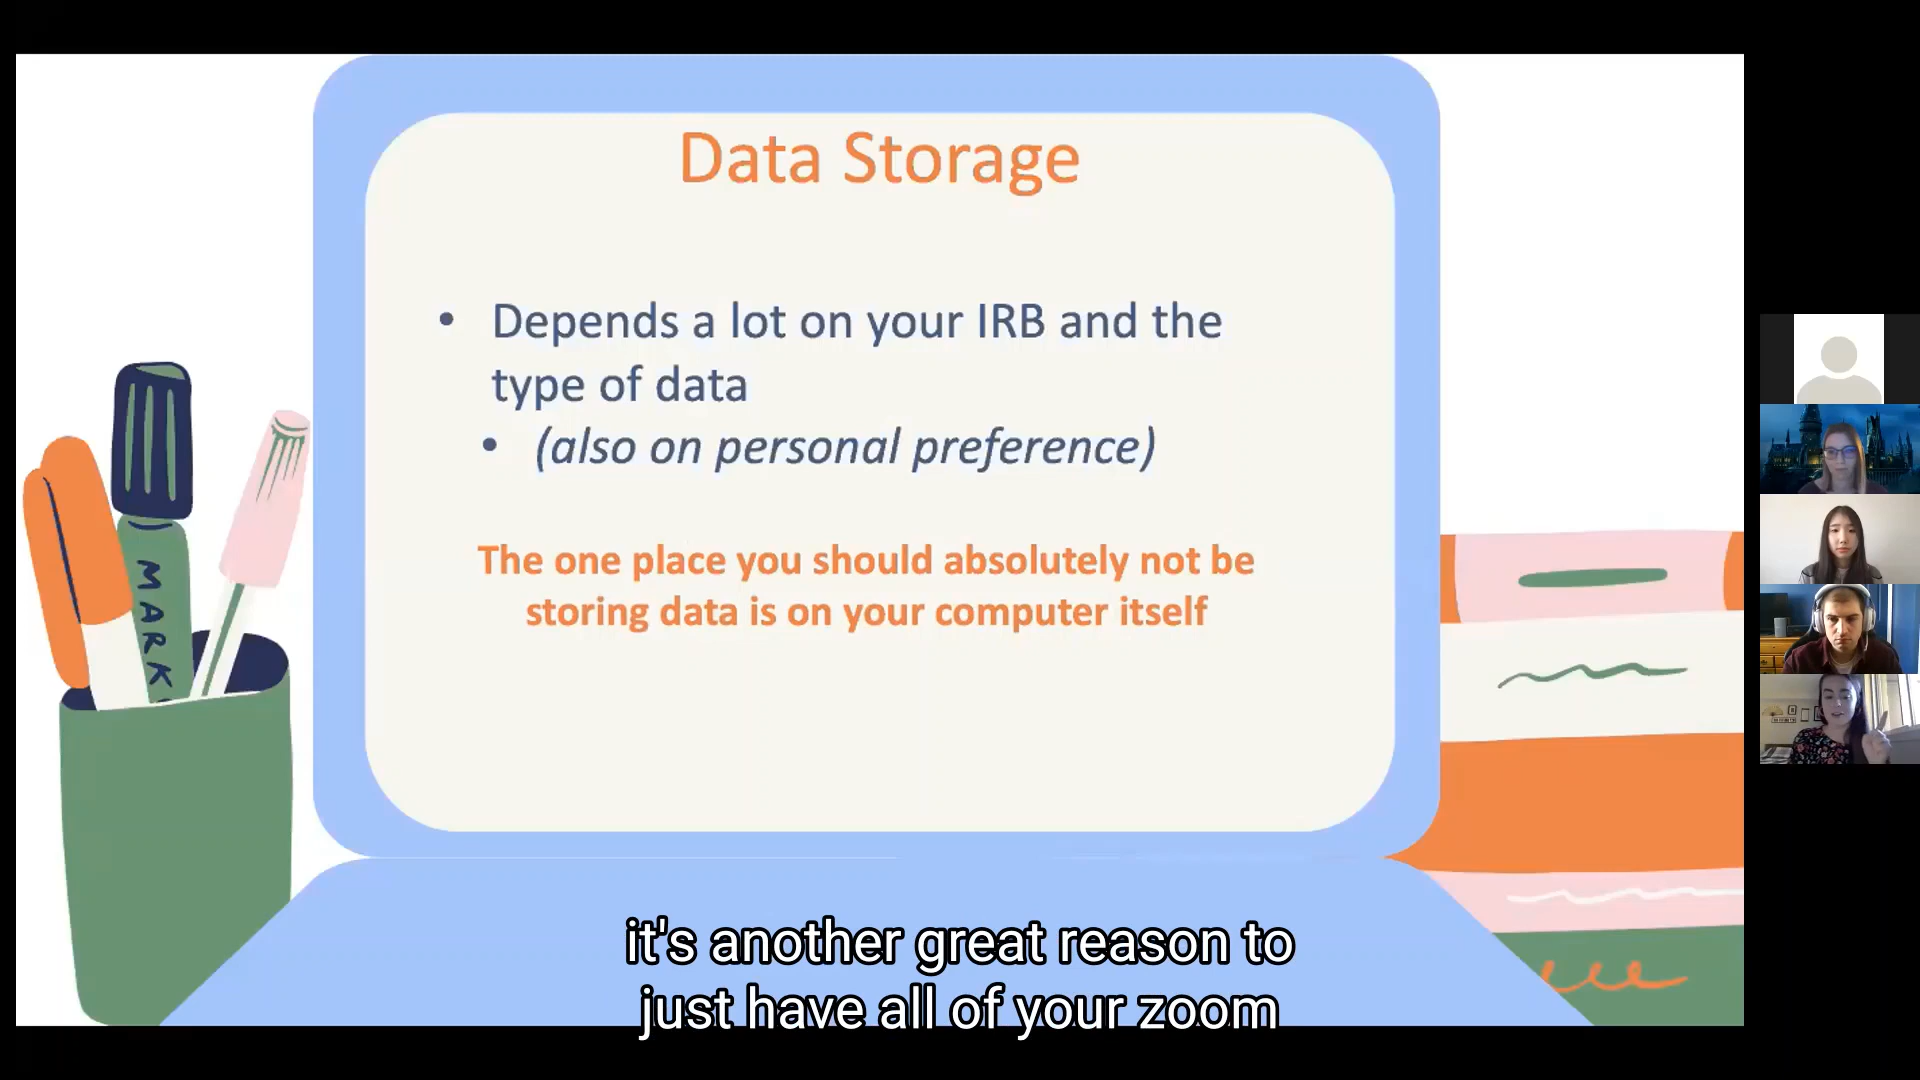 Data Storage
• Depends a lot on your IRB and the
type of data
• (also on personal preference)
The one place you should absolutely not be
storing data is on your computer itself
MARK
it's another great reason to
just have all of your zoom